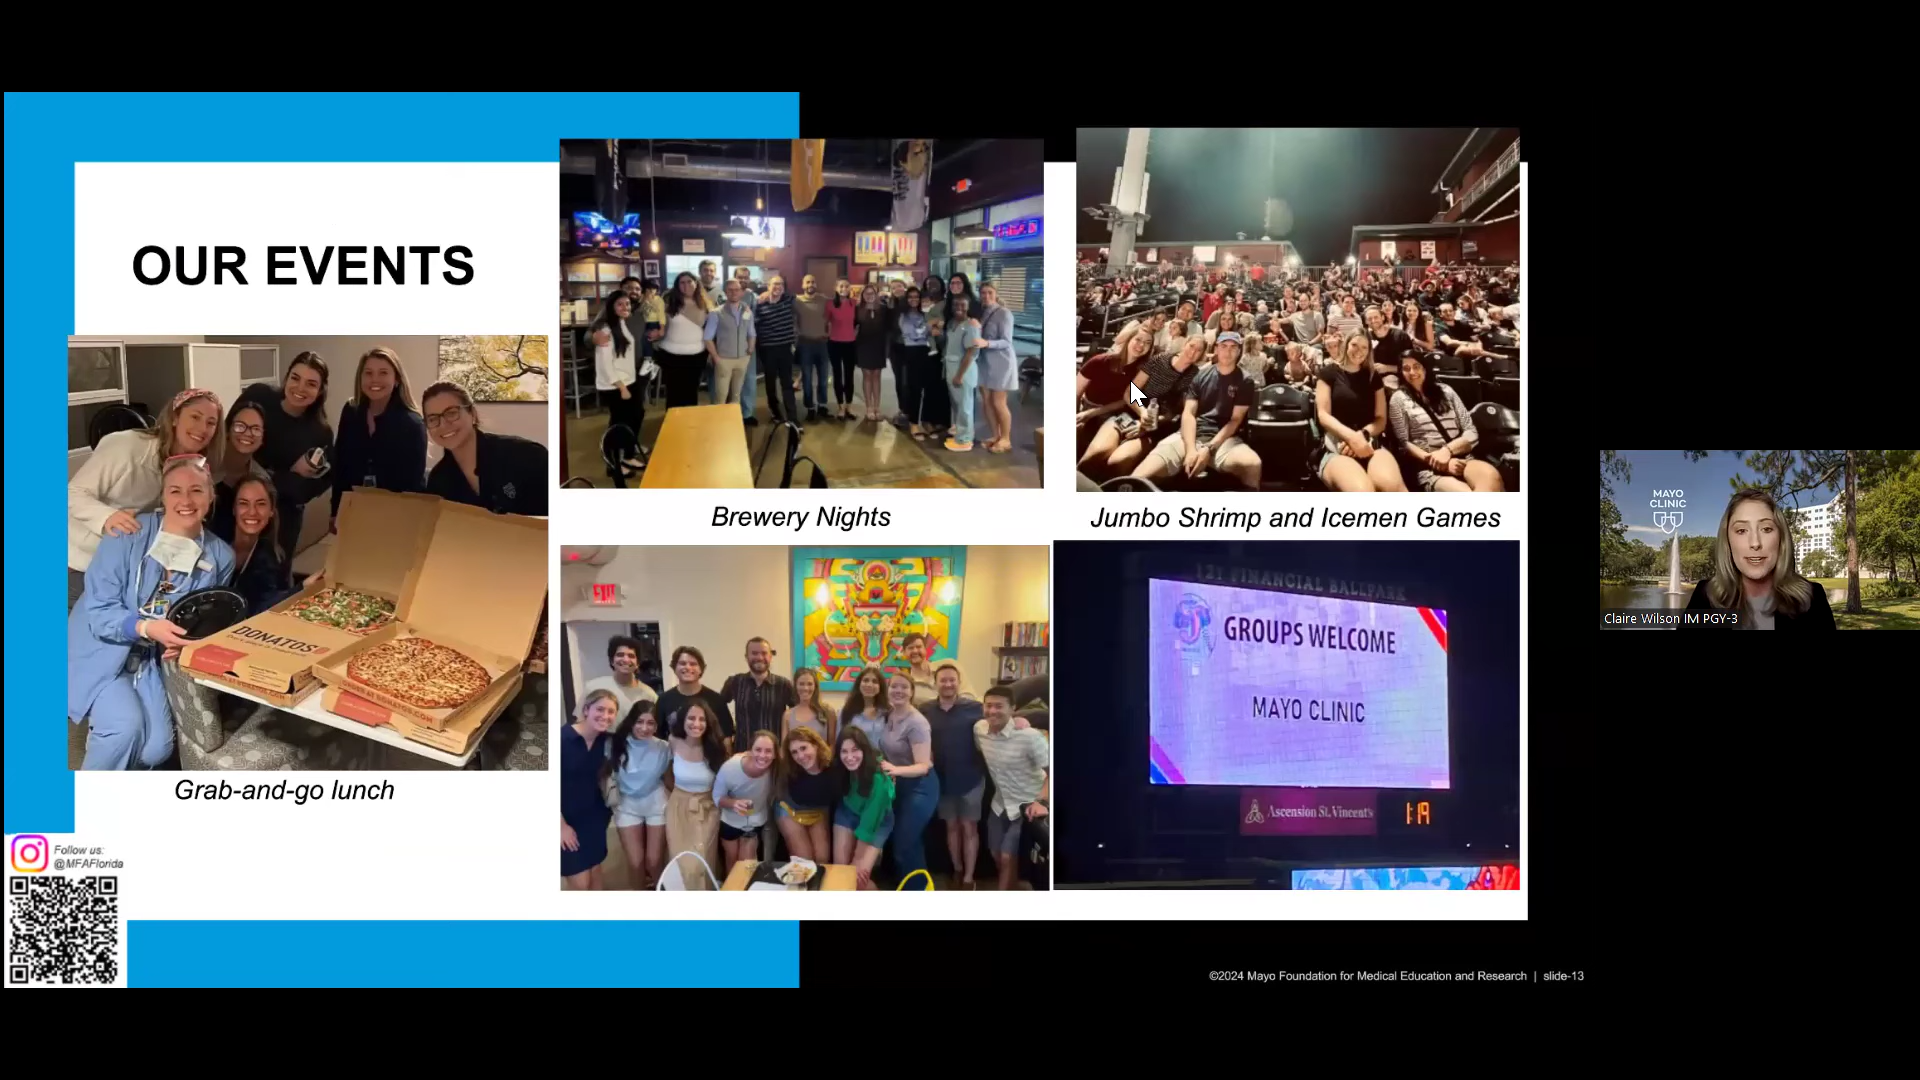 OUR EVENTS
DONATOS
Grab-and-go lunch
Follow us:
@MFAFlorida
Brewery Nights
Jumbo Shrimp and Icemen Games
EXIT
121 FINANCIAL BALLPARK
GROUPS WELCOME
MAYO CLINIC
Ascension St. Vincent's
1:19
MAYO
CLINIC
Claire Wilson IM PGY-3
©2024 Mayo Foundation for Medical Education and Research | slide-13